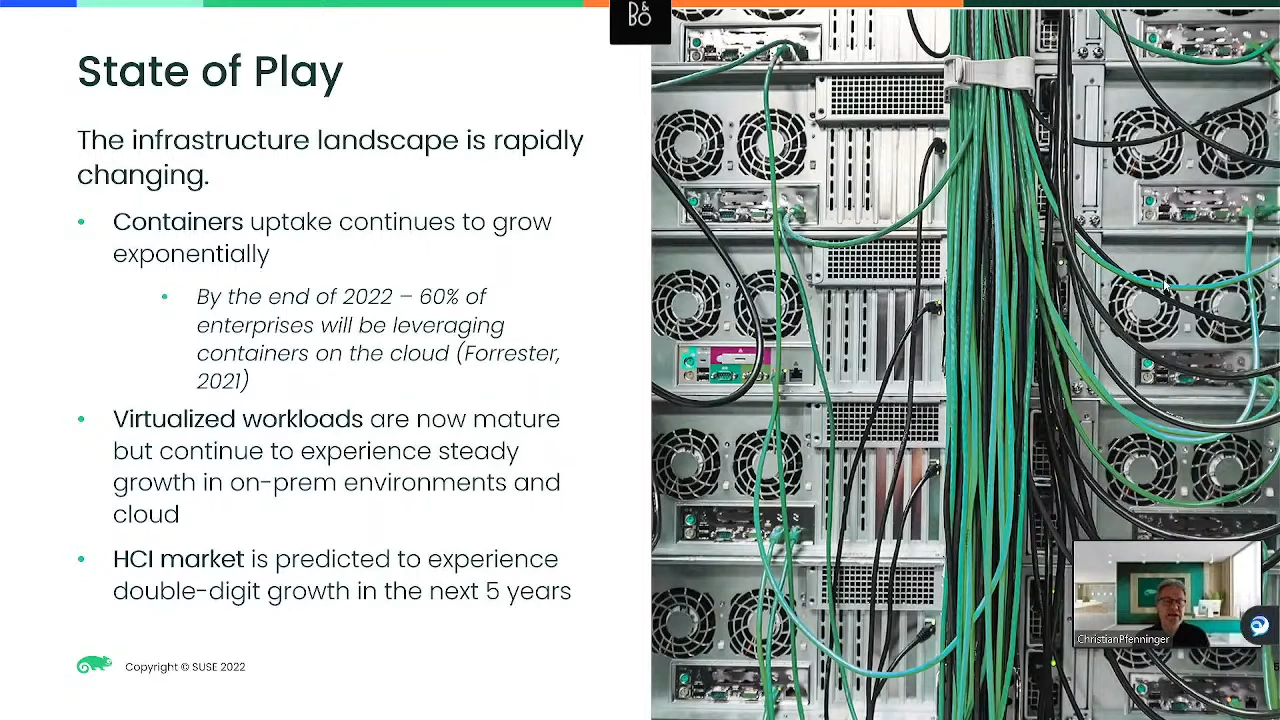 B&O
State of Play
The infrastructure landscape is rapidly
changing.
• Containers uptake continues to grow
exponentially
• By the end of 2022 – 60% of
enterprises will be leveraging
containers on the cloud (Forrester,
2021)
• Virtualized workloads are now mature
but continue to experience steady
growth in on-prem environments and
cloud
• HCI market is predicted to experience
double-digit growth in the next 5 years
Copyright © SUSE 2022
ChristianPfenninger